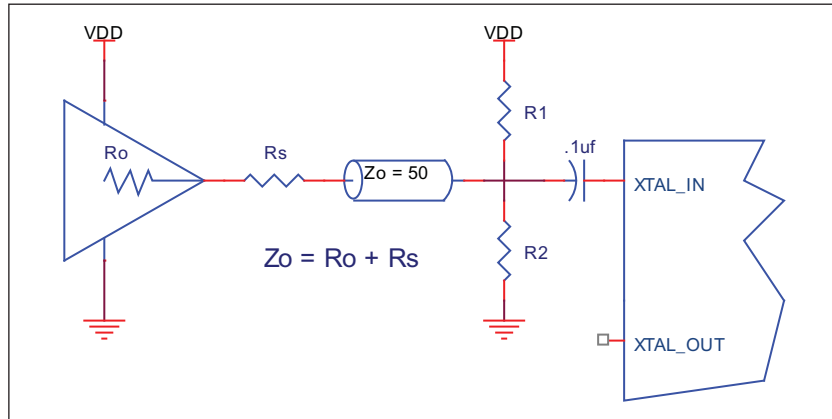 VDD
VDD
R1
Ro
Rs
.1uf
Zo = 50
XTAL_IN
Zo = Ro + Rs
R2
XTAL_OUT